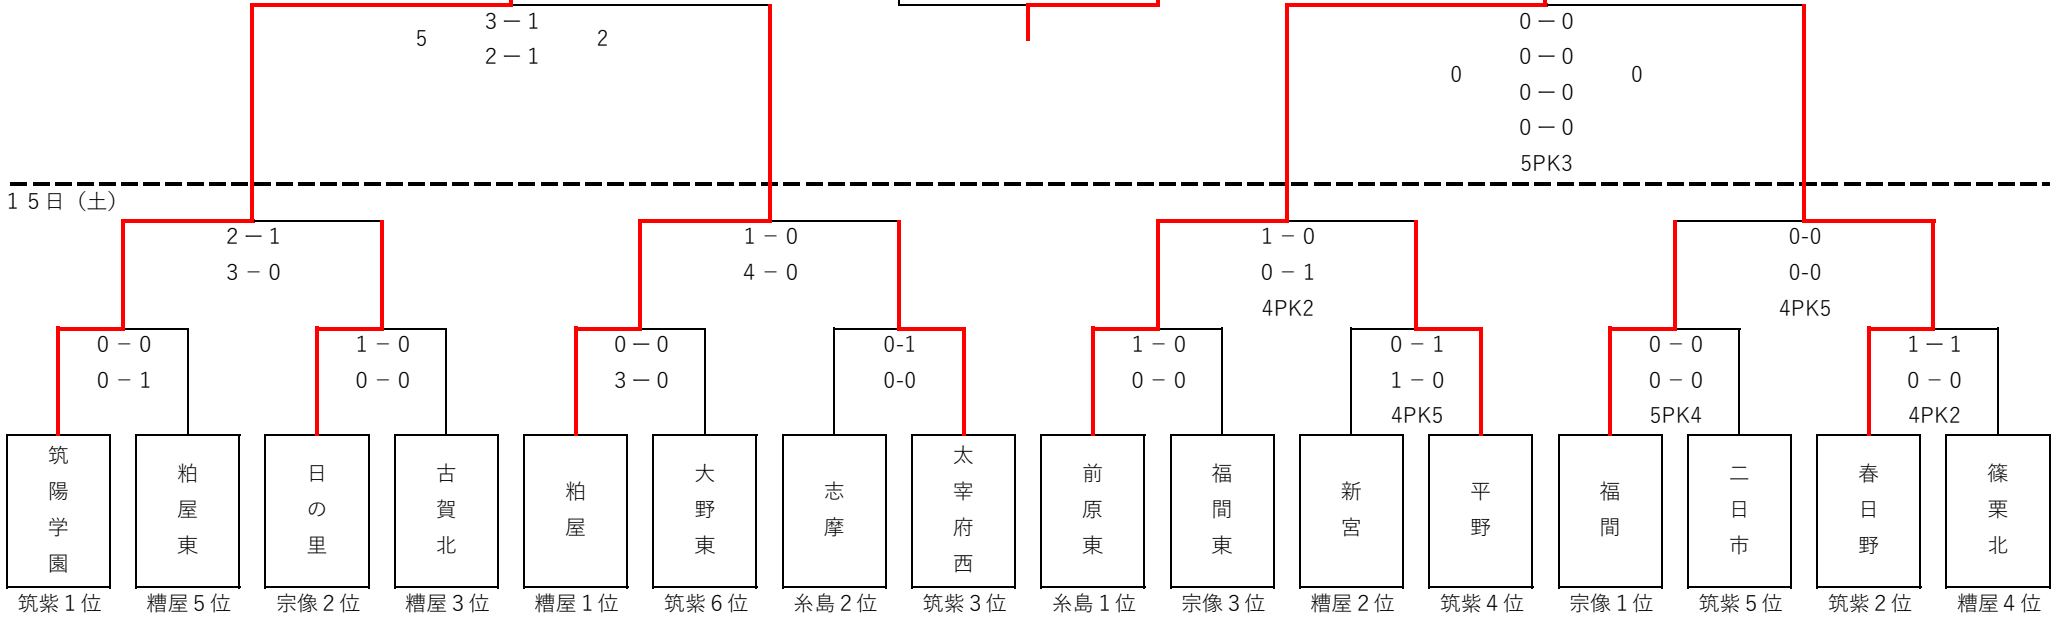 3－1
5 2
2－1
0－0
0－0
0 0
0－0
0－0
5PK3
15日（土）
2－1 1－0 1－0 0-0
3－0 4－0 0－1 0-0
4PK2 4PK5
0－0 1－0 0－0 0-1 1－0 0－1 0－0 1－1
0－1 0－0 3－0 0-0 0－0 1－0 0－0 0－0
4PK5 5PK4 4PK2
筑陽学園 粕屋東 日の里 古賀北 粕屋 大野東 志摩 太宰府西 前原東 福間東 新宮 平野 福間 二日市 春日野 篠栗北
筑紫1位 糟屋5位 宗像2位 糟屋3位 糟屋1位 筑紫6位 糸島2位 筑紫3位 糸島1位 宗像3位 糟屋2位 筑紫4位 宗像1位 筑紫5位 筑紫2位 糟屋4位